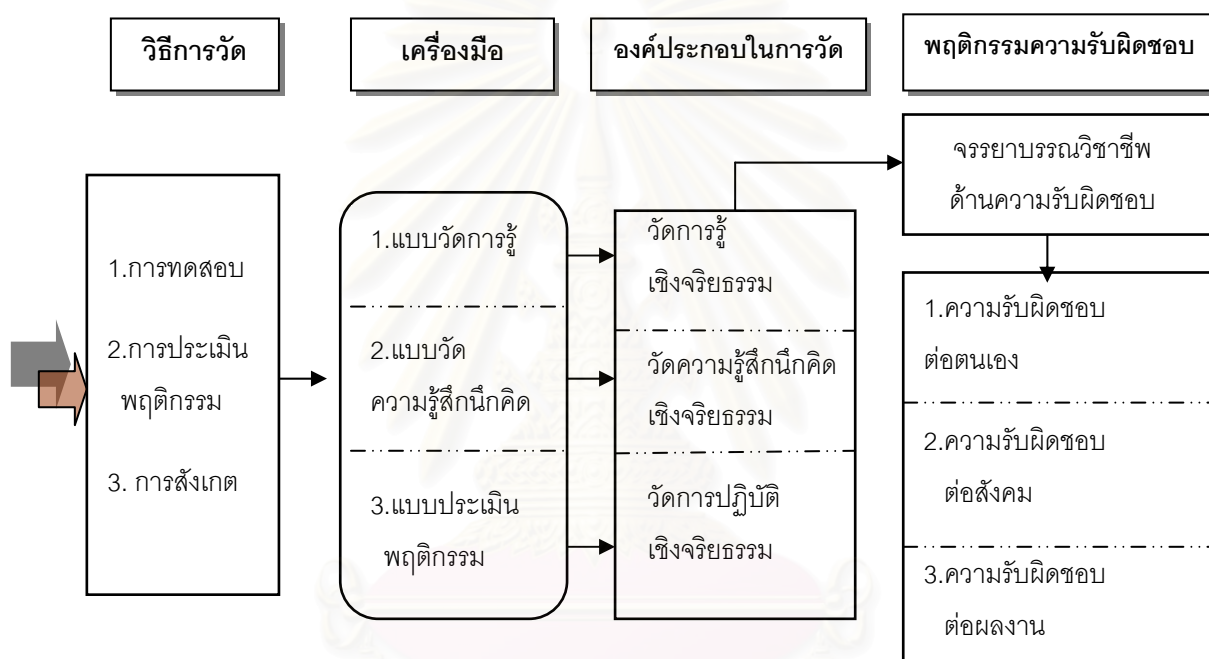 วิธีการวัด
เครื่องมือ
องค์ประกอบในการวัด
พฤติกรรมความรับผิดชอบ
1.การทดสอบ
2.การประเมิน
พฤติกรรม
3. การสังเกต
1.แบบวัดการรู้
2.แบบวัด
ความรู้สึกนึกคิด
3.แบบประเมิน
พฤติกรรม
วัดการรู้
เชิงจริยธรรม
วัดความรู้สึกนึกคิด
เชิงจริยธรรม
วัดการปฏิบัติ
เชิงจริยธรรม
จรรยาบรรณวิชาชีพ
ด้านความรับผิดชอบ
1.ความรับผิดชอบ
ต่อตนเอง
2.ความรับผิดชอบ
ต่อสังคม
3.ความรับผิดชอบ
ต่อผลงาน